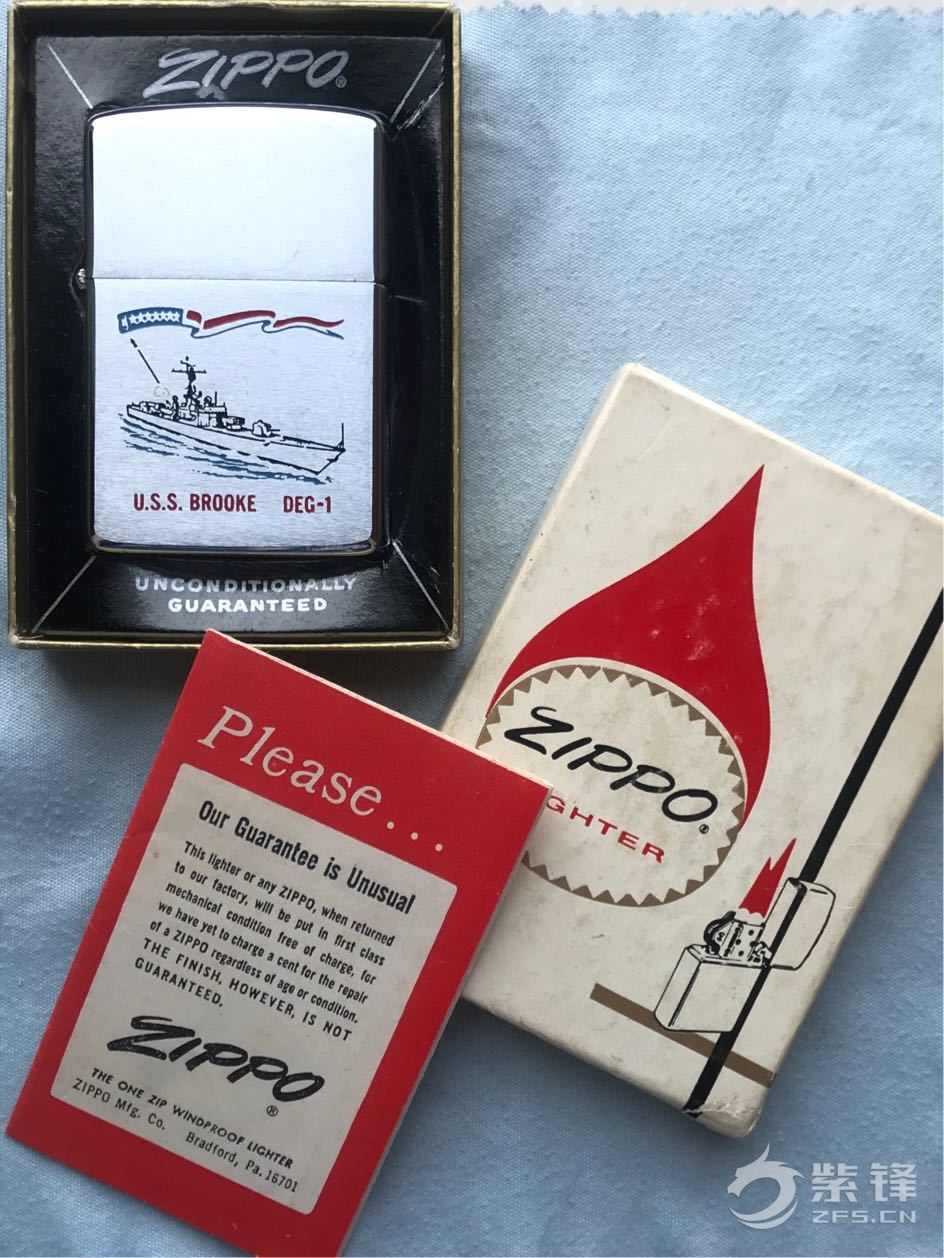 ZIPPO®
U.S.S. BROOKE DEG-1
UNCONDITIONALLY
GUARANTEED
ZIPPO®
GHTER
Please...
Our Guarantee is Unusual
This lighter or any ZIPPO, when returned
to our factory, will be put in first class
mechanical condition free of charge, for
we have yet to charge a cent for the repair
of a ZIPPO regardless of age or condition.
THE FINISH, HOWEVER, IS NOT
GUARANTEED.
ZIPPO®
THE ONE ZIP WINDPROOF LIGHTER
ZIPPO Mfg. Co. Bradford, Pa. 16701
紫锋
ZFS.CN